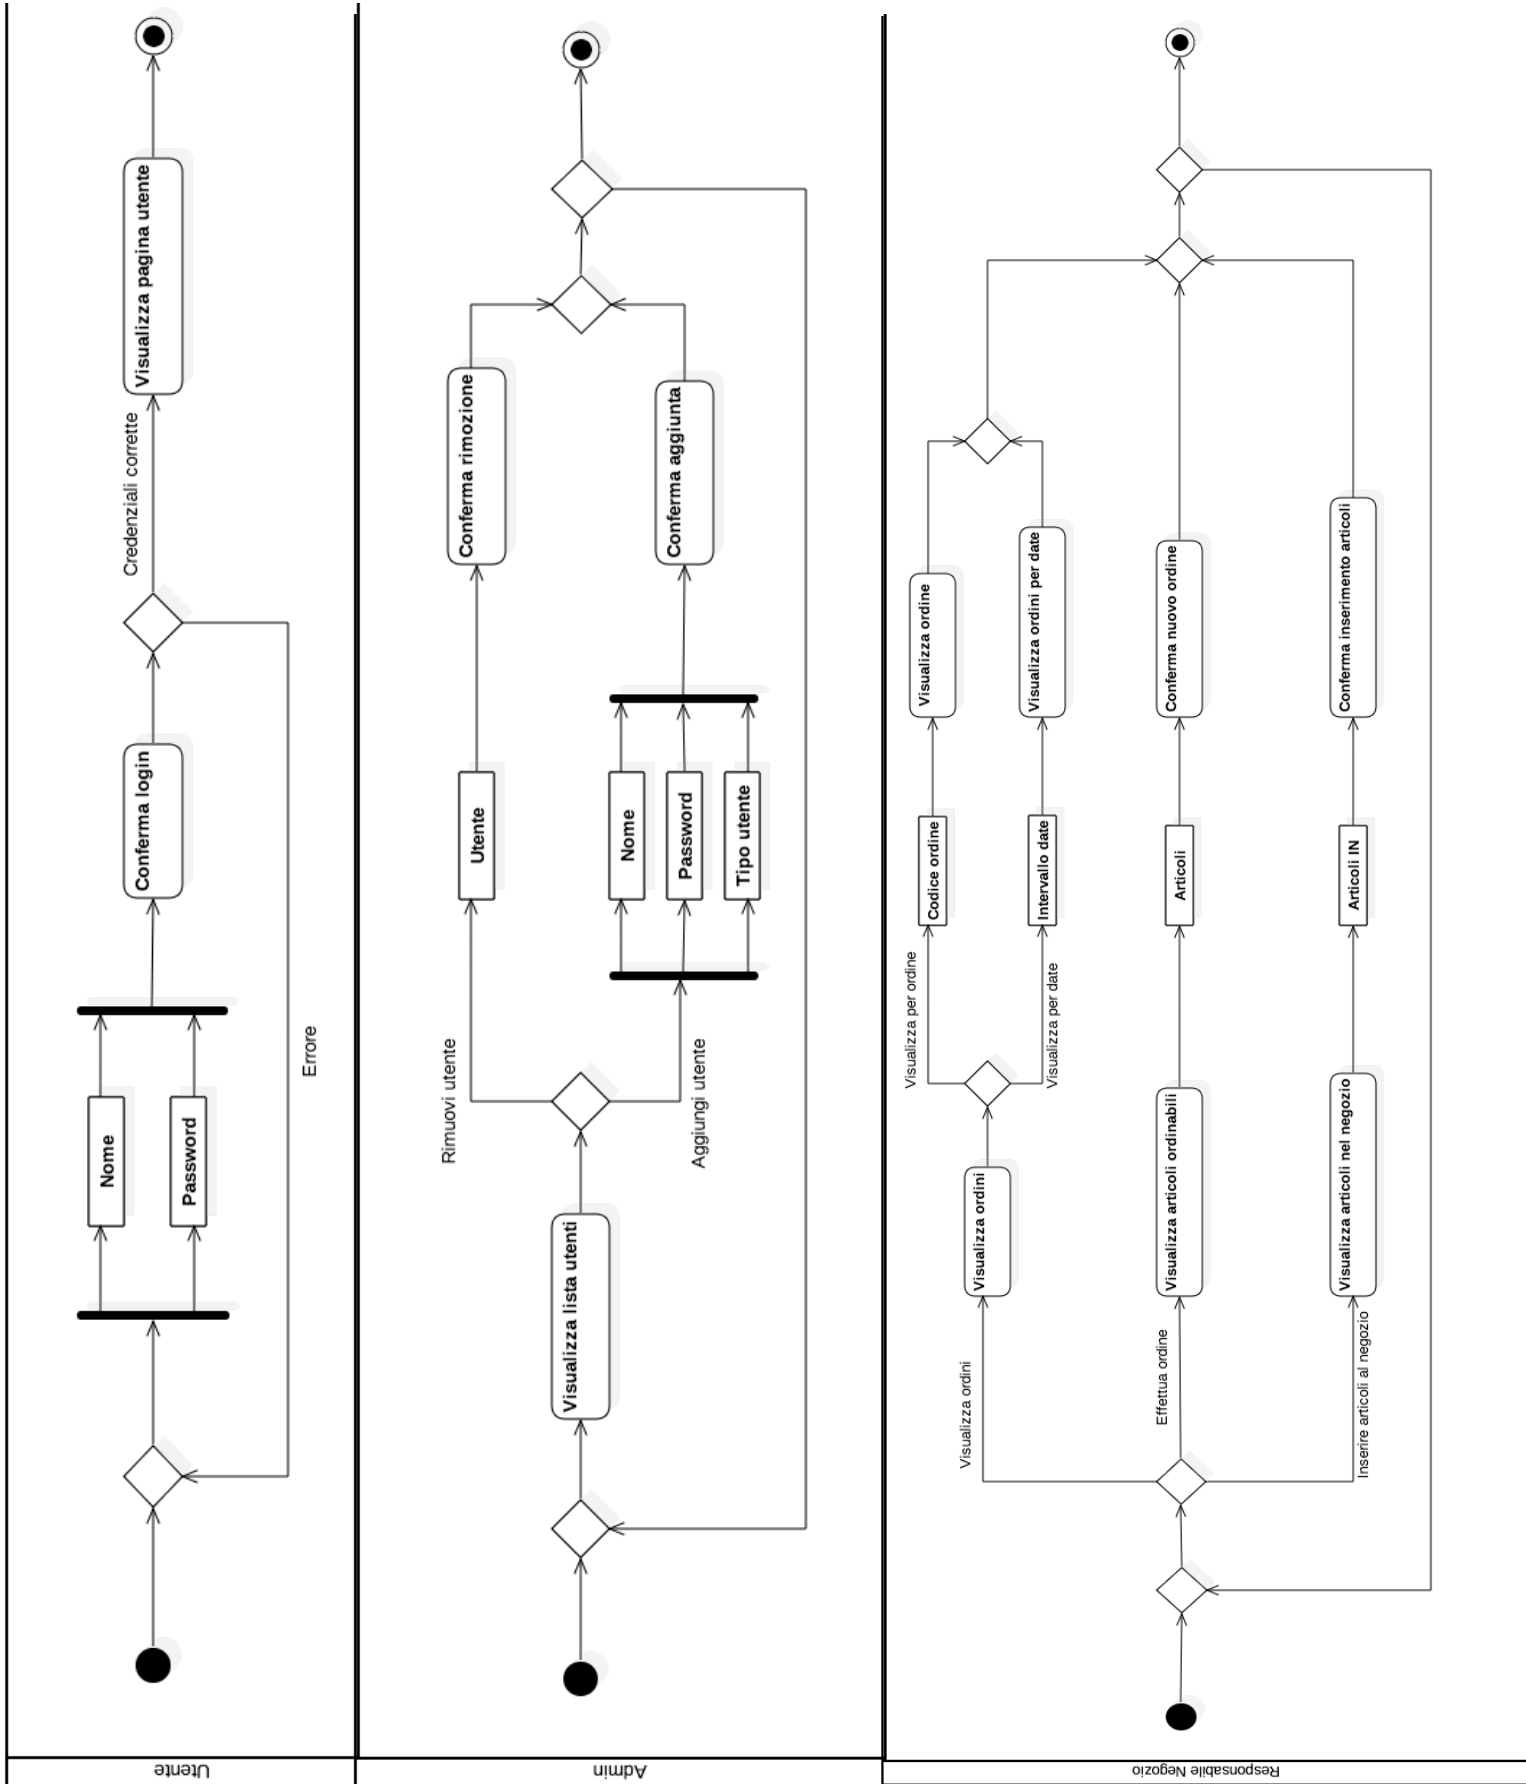 Visualizza pagina utente
Credenziali corrette
Conferma login
Errore
Nome
Password
Utente
Conferma rimozione
Conferma aggiunta
Utente
Nome
Password
Tipo utente
Rimuovi utente
Aggiungi utente
Visualizza lista utenti
Admin
Visualizza ordine
Visualizza ordini per date
Conferma nuovo ordine
Conferma inserimento articoli
Codice ordine
Intervallo date
Articoli
Articoli IN
Visualizza per ordine
Visualizza per date
Visualizza ordini
Visualizza articoli ordinabili
Visualizza articoli nel negozio
Visualizza ordini
Effettua ordine
Inserire articoli al negozio
Responsabile Negozio